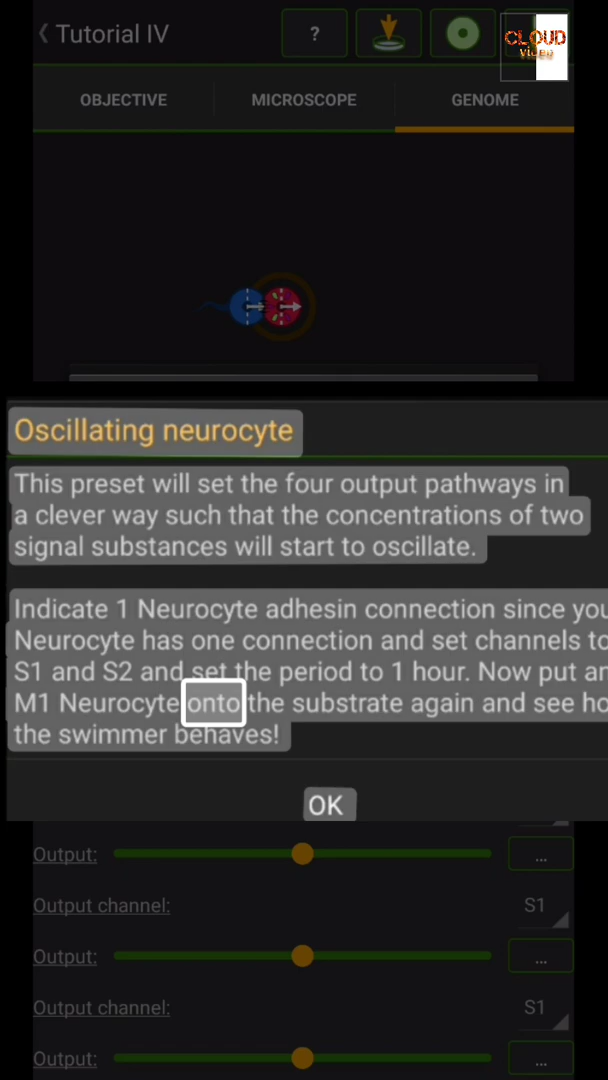 Tutorial IV
?
CLOUD
video
OBJECTIVE
MICROSCOPE
GENOME
Oscillating neurocyte
This preset will set the four output pathways in
a clever way such that the concentrations of two
signal substances will start to oscillate.
Indicate 1 Neurocyte adhesin connection since you
Neurocyte has one connection and set channels to
S1 and S2 and set the period to 1 hour. Now put an
M1 Neurocyte onto the substrate again and see ho
the swimmer behaves!
OK
Output:
...
Output channel:
S1
Output:
...
Output channel:
S1
Output:
...